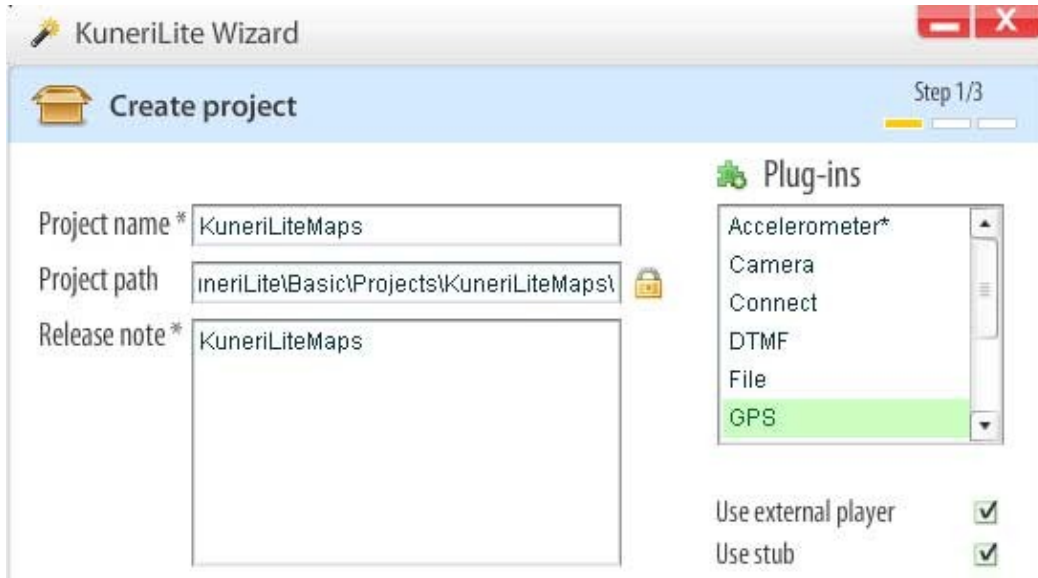 KuneriLite Wizard
Create project
Step 1/3
Project name *
KuneriLiteMaps
Project path
neriLite\Basic\Projects\KuneriLiteMaps\
Release note *
KuneriLiteMaps
Plug-ins
Accelerometer*
Camera
Connect
DTMF
File
GPS
Use external player
Use stub